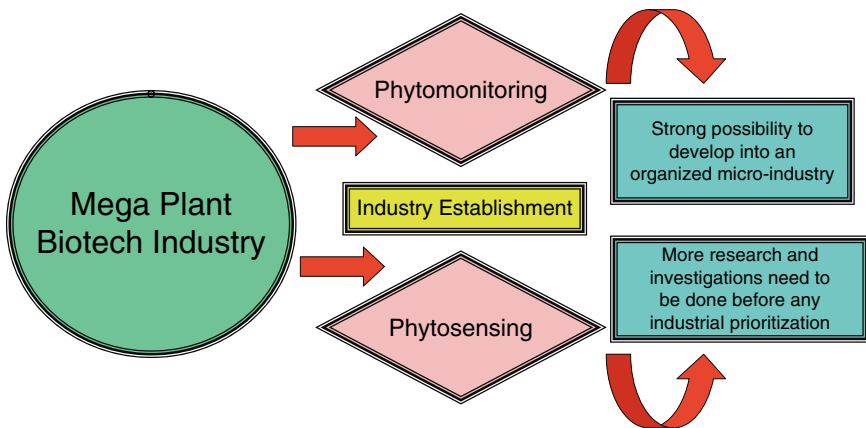 Mega Plant
Biotech Industry
Phytomonitoring
Industry Establishment
Phytosensing
Strong possibility to
develop into an
organized micro-industry
More research and
investigations need to
be done before any
industrial prioritization